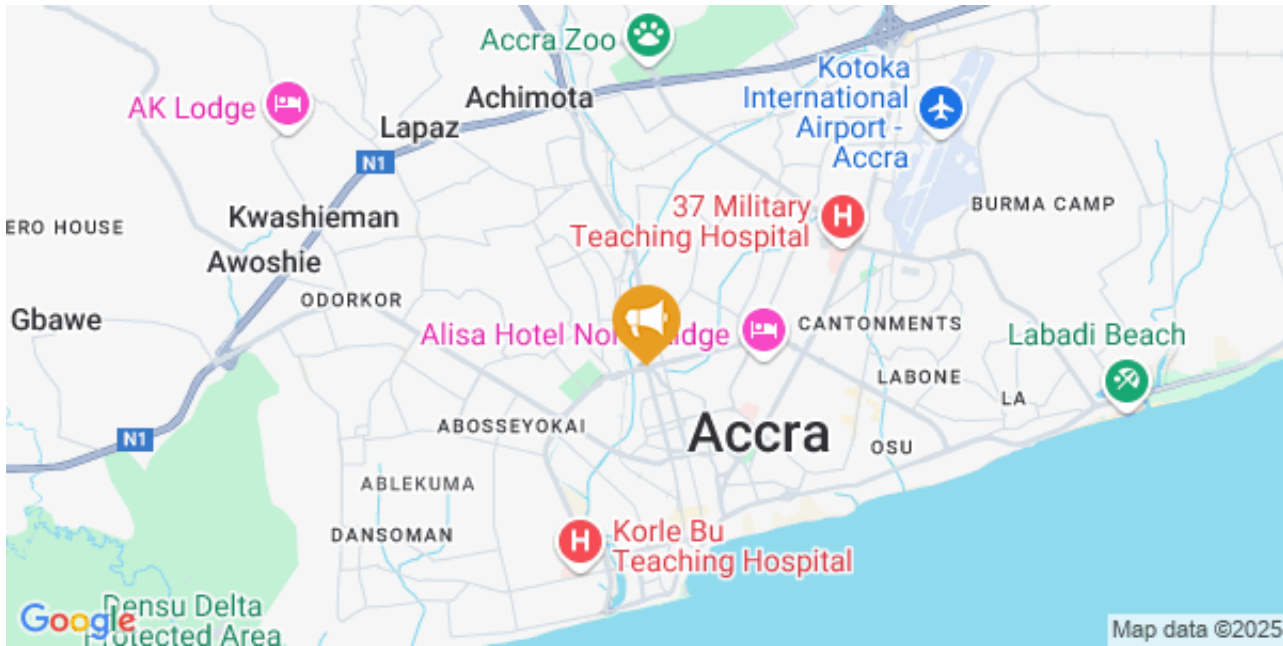 Accra Zoo
Kotoka
International
Airport -
Accra
AK Lodge
Achimota
Lapaz
N1
37 Military
Teaching Hospital
BURMA CAMP
ERO HOUSE
Kwashieman
Awoshie
ODORKOR
Gbawe
Alisa Hotel
CANTONMENTS
Labadi Beach
LABONE
LA
ABOSSEYOKAI
Accra
OSU
N1
ABLEKUMA
DANSOMAN
Korle Bu
Teaching Hospital
Densu Delta
Protected Area
Google
Map data ©2025